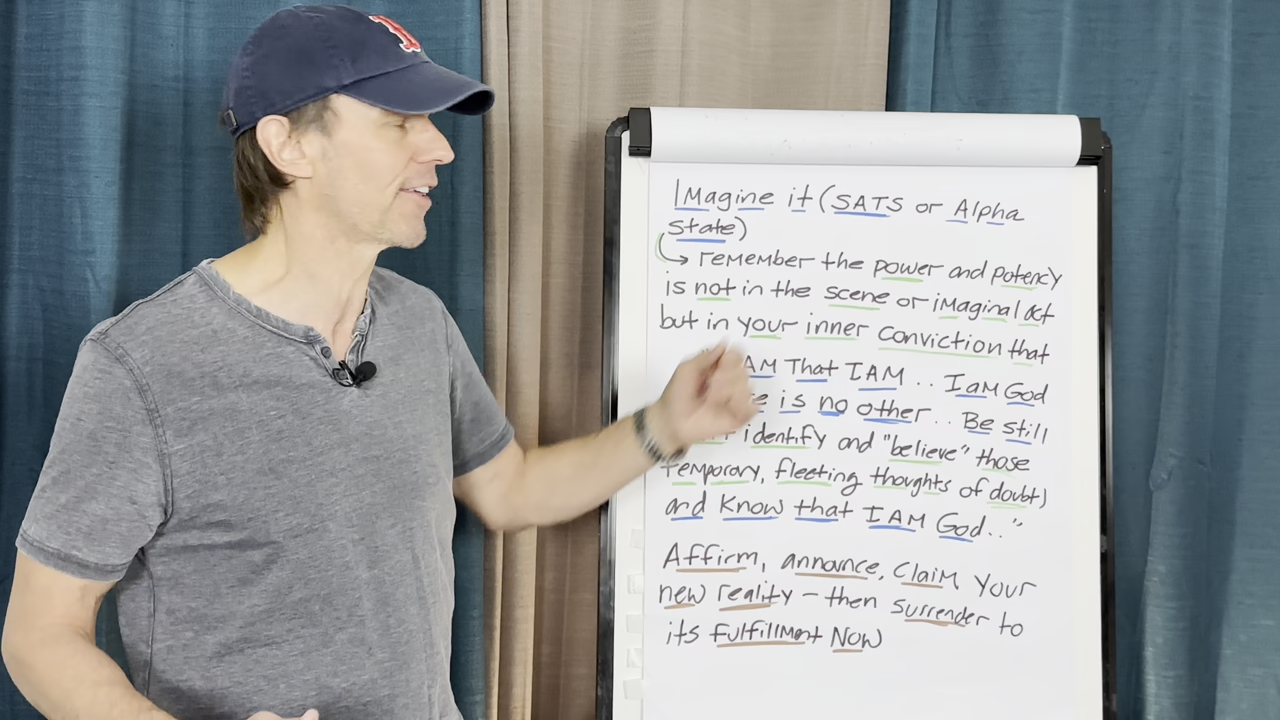 Imagine it (SATS or Alpha
State)
remember the power and potency
is not in the scene or imaginal act
but in your inner conviction that
AM That I AM .. I am God
is no other .. Be still
identify and "believe" those
temporary, fleeting thoughts of doubt)
and Know that I AM God.."
Affirm, announce, Claim your
new reality – then surrender to
its fulfillment Now
B